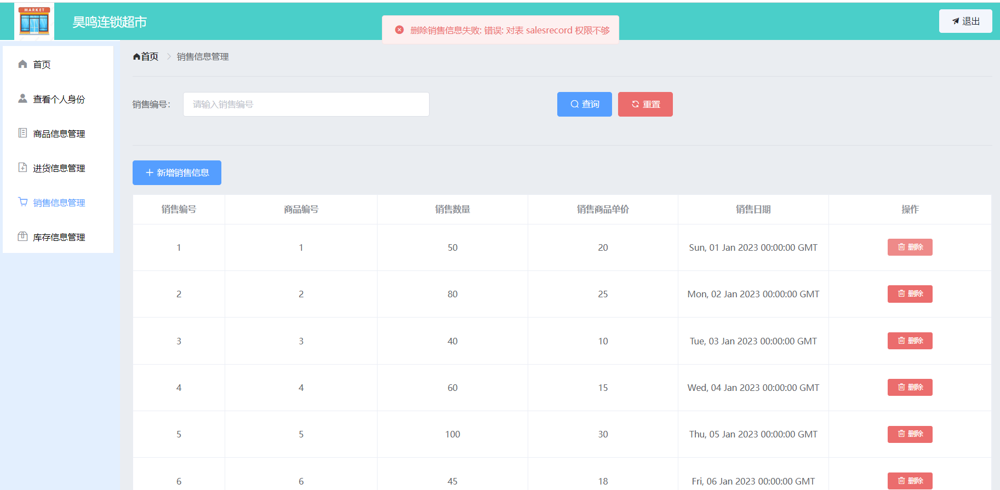 MARKET
昊鸣连锁超市
删除销售信息失败: 错误: 对表 salesrecord 权限不够
退出
首页
查看个人身份
商品信息管理
进货信息管理
销售信息管理
库存信息管理
首页 > 销售信息管理
销售编号: 请输入销售编号 查询 重置
+ 新增销售信息
销售编号 商品编号 销售数量 销售商品单价 销售日期 操作
1 1 50 20 Sun, 01 Jan 2023 00:00:00 GMT 删除
2 2 80 25 Mon, 02 Jan 2023 00:00:00 GMT 删除
3 3 40 10 Tue, 03 Jan 2023 00:00:00 GMT 删除
4 4 60 15 Wed, 04 Jan 2023 00:00:00 GMT 删除
5 5 100 30 Thu, 05 Jan 2023 00:00:00 GMT 删除
6 6 45 18 Fri, 06 Jan 2023 00:00:00 GMT 删除